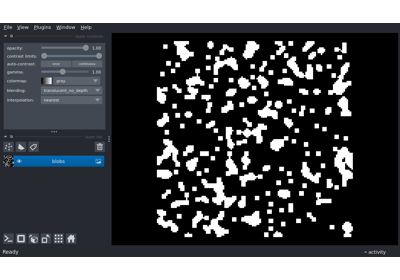 File View Plugins Window Help
opacity: 1.00
contrast limits:
auto-contrast: once continuous
gamma: 1.00
colormap: gray
blending: translucent_no_depth
interpolation: nearest
blobs
Ready
activity